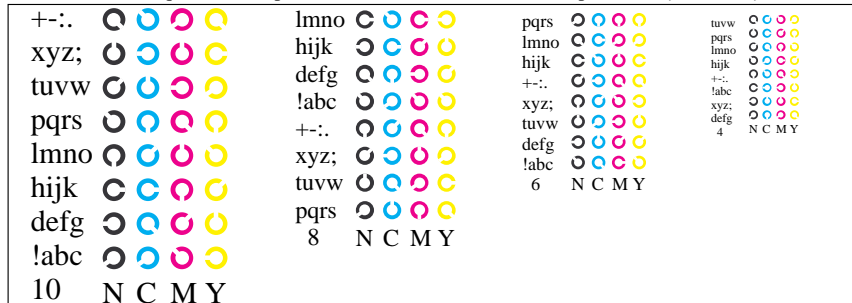 +-:.
xyz;
tuvw
pqrs
lmno
hijk
defg
!abc
10 N C M Y
lmno
hijk
defg
!abc
+-:.
xyz;
tuvw
pqrs
8 N C M Y
pqrs
lmno
hijk
+-:.
xyz;
tuvw
defg
!abc
6 N C M Y
tuvw
pqrs
lmno
hijk
+-:.
!abc
xyz;
defg
4 N C M Y